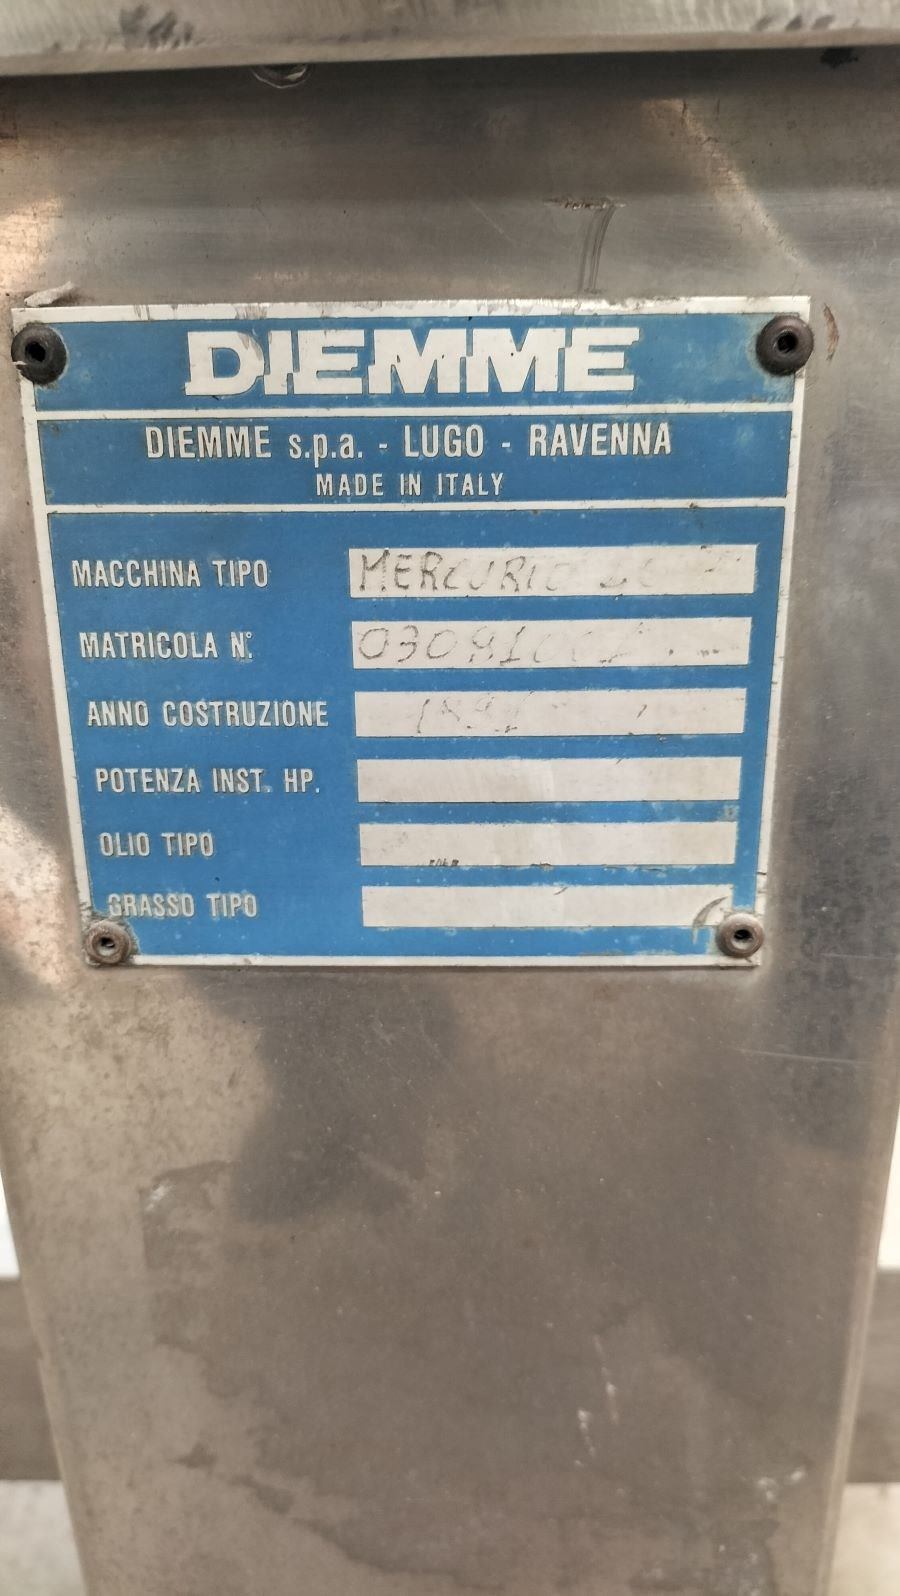 DIEMME
DIEMME s.p.a. - LUGO - RAVENNA
MADE IN ITALY
MACCHINA TIPO MERCURIO
MATRICOLA N°.
ANNO COSTRUZIONE
POTENZA INST. HP.
OLIO TIPO
GRASSO TIPO